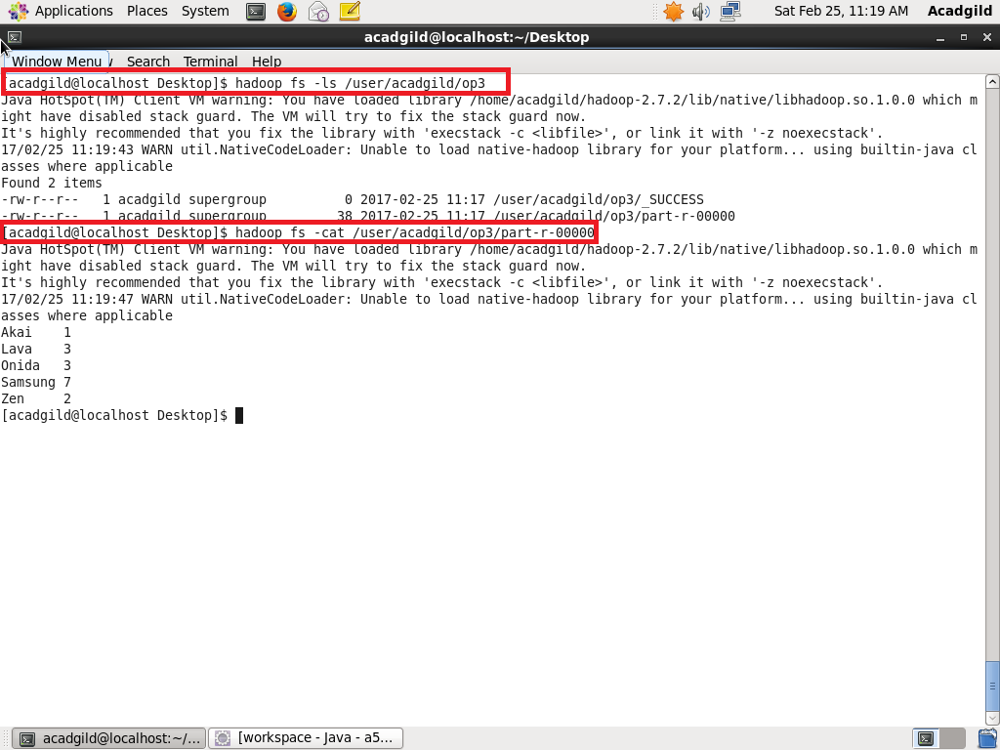 Applications Places System Sat Feb 25, 11:19 AM Acadgild
acadgild@localhost:~/Desktop
Window Menu Search Terminal Help
[acadgild@localhost Desktop]$ hadoop fs -ls /user/acadgild/op3
Java HotSpot(TM) Client VM warning: You have loaded library /home/acadgild/hadoop-2.7.2/lib/native/libhadoop.so.1.0.0 which m
ight have disabled stack guard. The VM will try to fix the stack guard now.
It's highly recommended that you fix the library with 'execstack -c <libfile>', or link it with '-z noexecstack'.
17/02/25 11:19:43 WARN util.NativeCodeLoader: Unable to load native-hadoop library for your platform... using builtin-java cl
asses where applicable
Found 2 items
-rw-r--r--   1 acadgild supergroup          0 2017-02-25 11:17 /user/acadgild/op3/_SUCCESS
-rw-r--r--   1 acadgild supergroup         38 2017-02-25 11:17 /user/acadgild/op3/part-r-00000
[acadgild@localhost Desktop]$ hadoop fs -cat /user/acadgild/op3/part-r-00000
Java HotSpot(TM) Client VM warning: You have loaded library /home/acadgild/hadoop-2.7.2/lib/native/libhadoop.so.1.0.0 which m
ight have disabled stack guard. The VM will try to fix the stack guard now.
It's highly recommended that you fix the library with 'execstack -c <libfile>', or link it with '-z noexecstack'.
17/02/25 11:19:47 WARN util.NativeCodeLoader: Unable to load native-hadoop library for your platform... using builtin-java cl
asses where applicable
Akai    1
Lava    3
Onida   3
Samsung 7
Zen     2
[acadgild@localhost Desktop]$
acadgild@localhost:~/... [workspace - Java - a5...